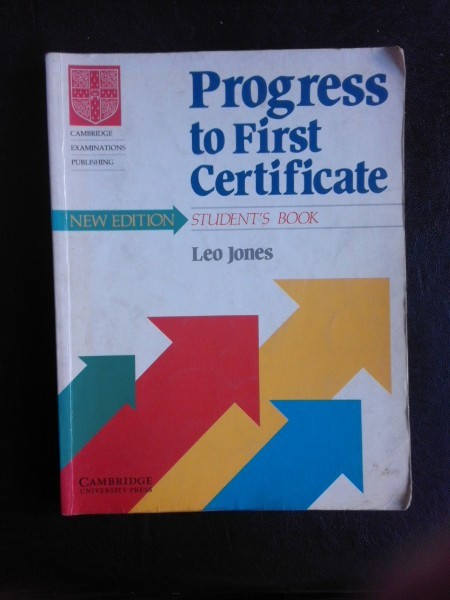 CAMBRIDGE
EXAMINATIONS
PUBLISHING
Progress
to First
Certificate
NEW EDITION
STUDENT'S BOOK
Leo Jones
CAMBRIDGE
UNIVERSITY PRESS